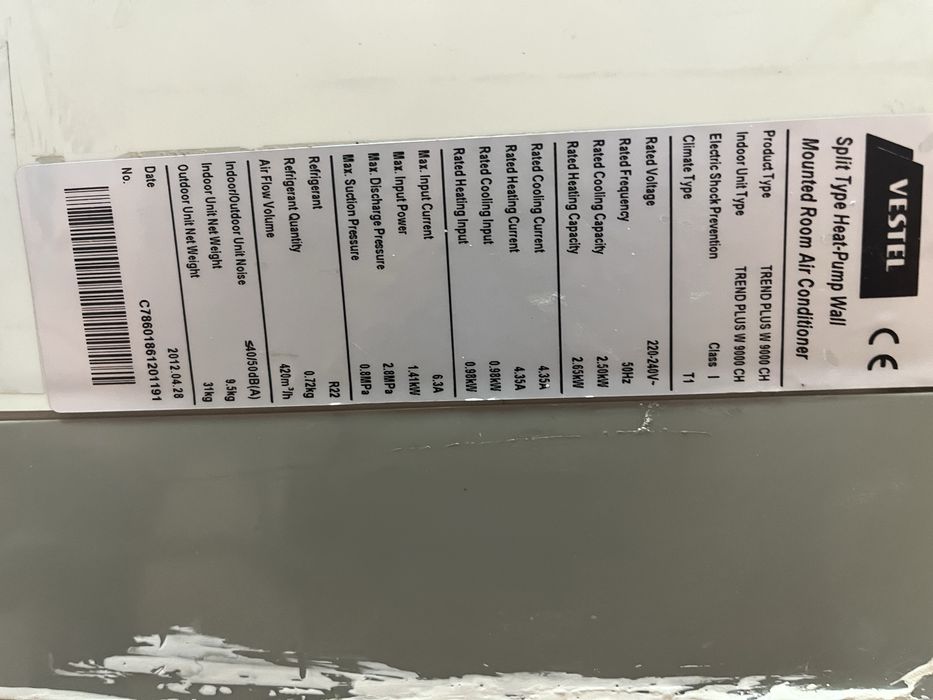 VESTEL CE
Split Type Heat-Pump Wall
Mounted Room Air Conditioner
Product Type TREND PLUS W 9000 CH
Indoor Unit Type TREND PLUS W 9000 CH
Electric Shock Prevention Class I
Climate Type T1
Rated Voltage 220-240V~
Rated Frequency 50Hz
Rated Cooling Capacity 2.50kW
Rated Heating Capacity 2.65kW
Rated Cooling Current 4.35A
Rated Heating Current 4.35A
Rated Cooling Input 0.98kW
Rated Heating Input 0.98kW
Max. Input Current 6.3A
Max. Input Power 1.41kW
Max. Discharge Pressure 2.8MPa
Max. Suction Pressure 0.8MPa
Refrigerant R22
Refrigerant Quantity 0.72kg
Air Flow Volume 420m³/h
Indoor/Outdoor Unit Noise ≤40/50dB(A)
Indoor Unit Net Weight 9.5kg
Outdoor Unit Net Weight 31kg
Date 2012.04.28
No. C78601861201191